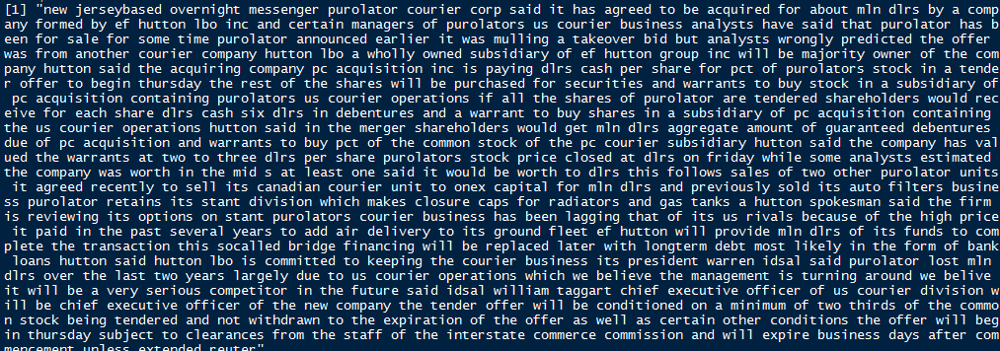 [1] "new jerseybased overnight messenger purolator courier corp said it has agreed to be acquired for about mln dlrs by a comp
any formed by ef hutton lbo inc and certain managers of purolators us courier business analysts have said that purolator has b
een for sale for some time purolator announced earlier it was mulling a takeover bid but analysts wrongly predicted the offer
was from another courier company hutton lbo a wholly owned subsidiary of ef hutton group inc will be majority owner of the com
pany hutton said the acquiring company pc acquisition inc is paying dlrs cash per share for pct of purolators stock in a tende
r offer to begin thursday the rest of the shares will be purchased for securities and warrants to buy stock in a subsidiary of
pc acquisition containing purolators us courier operations if all the shares of purolator are tendered shareholders would rec
eive for each share dlrs cash six dlrs in debentures and a warrant to buy shares in a subsidiary of pc acquisition containing
the us courier operations hutton said in the merger shareholders would get mln dlrs aggregate amount of guaranteed debentures
due of pc acquisition and warrants to buy pct of the common stock of the pc courier subsidiary hutton said the company has val
ued the warrants at two to three dlrs per share purolators stock price closed at dlrs on friday while some analysts estimated
the company was worth in the mid s at least one said it would be worth to dlrs this follows sales of two other purolator units
it agreed recently to sell its canadian courier unit to onex capital for mln dlrs and previously sold its auto filters busine
ss purolator retains its stant division which makes closure caps for radiators and gas tanks a hutton spokesman said the firm
is reviewing its options on stant purolators courier business has been lagging that of its us rivals because of the high price
it paid in the past several years to add air delivery to its ground fleet ef hutton will provide mln dlrs of its funds to com
plete the transaction this socalled bridge financing will be replaced later with longterm debt most likely in the form of bank
loans hutton said hutton lbo is committed to keeping the courier business its president warren idsal said purolator lost mln
dlrs over the last two years largely due to us courier operations which we believe the management is turning around we belive
it will be a very serious competitor in the future said idsal william taggart chief executive officer of us courier division w
ill be chief executive officer of the new company the tender offer will be conditioned on a minimum of two thirds of the commo
n stock being tendered and not withdrawn to the expiration of the offer as well as certain other conditions the offer will beg
in thursday subject to clearances from the staff of the interstate commerce commission and will expire business days after com
mencement unless extended reuter"